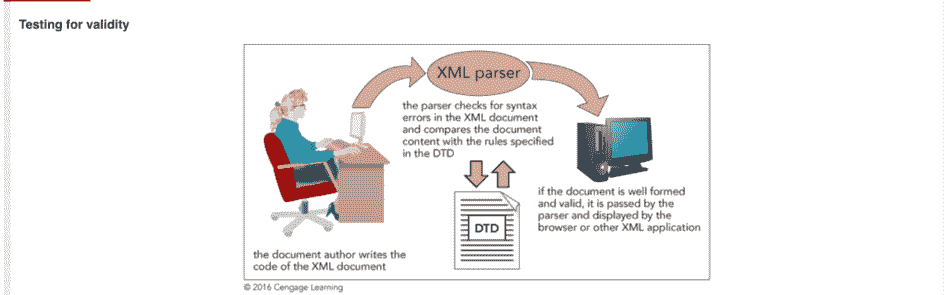 Testing for validity
XML parser
the parser checks for syntax
errors in the XML document
and compares the document
content with the rules specified
in the DTD
DTD
the document author writes the
code of the XML document
if the document is well formed
and valid, it is passed by the
parser and displayed by the
browser or other XML application
© 2016 Cengage Learning